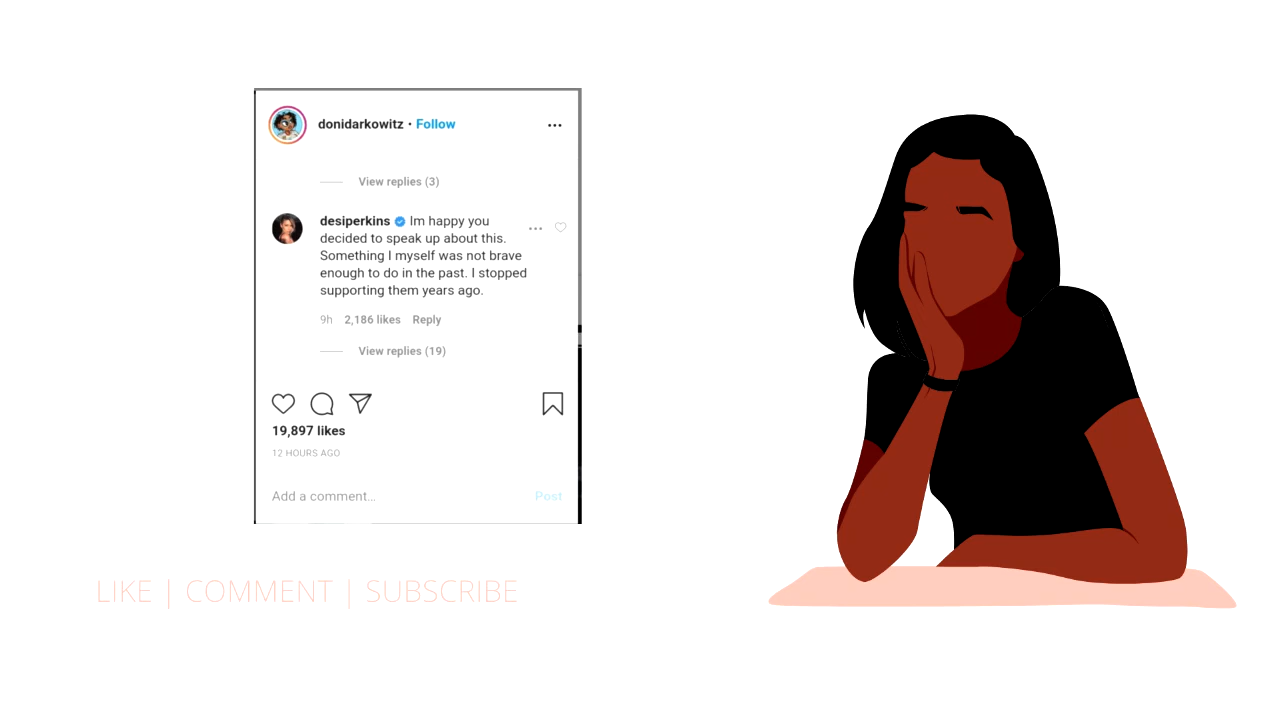 donidarkowitz • Follow
View replies (3)
desiperkins Im happy you
decided to speak up about this.
Something I myself was not brave
enough to do in the past. I stopped
supporting them years ago.
9h 2,186 likes Reply
View replies (19)
19,897 likes
12 HOURS AGO
Add a comment... Post
LIKE | COMMENT | SUBSCRIBE